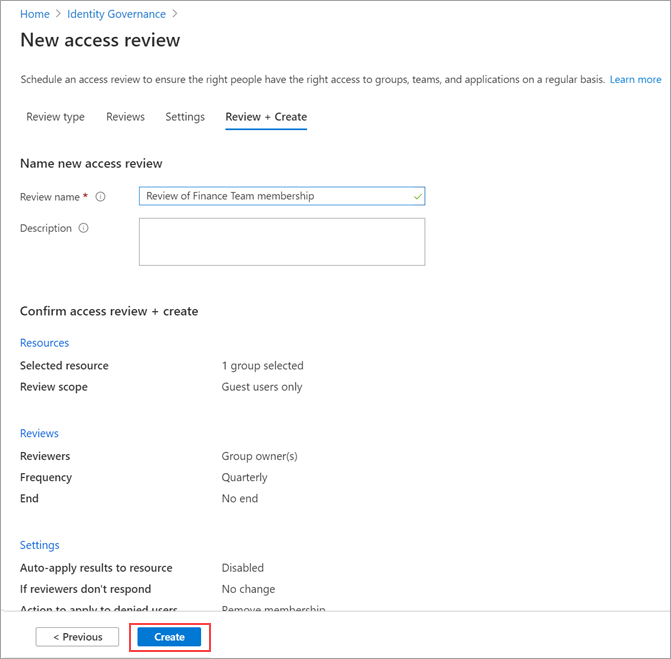 Home > Identity Governance >
New access review
Schedule an access review to ensure the right people have the right access to groups, teams, and applications on a regular basis. Learn more
Review type Reviews Settings Review + Create
Name new access review
Review name * Review of Finance Team membership
Description
Confirm access review + create
Resources
Selected resource 1 group selected
Review scope Guest users only
Reviews
Reviewers Group owner(s)
Frequency Quarterly
End No end
Settings
Auto-apply results to resource Disabled
If reviewers don't respond No change
Action to apply to denied users Remove membership
< Previous Create